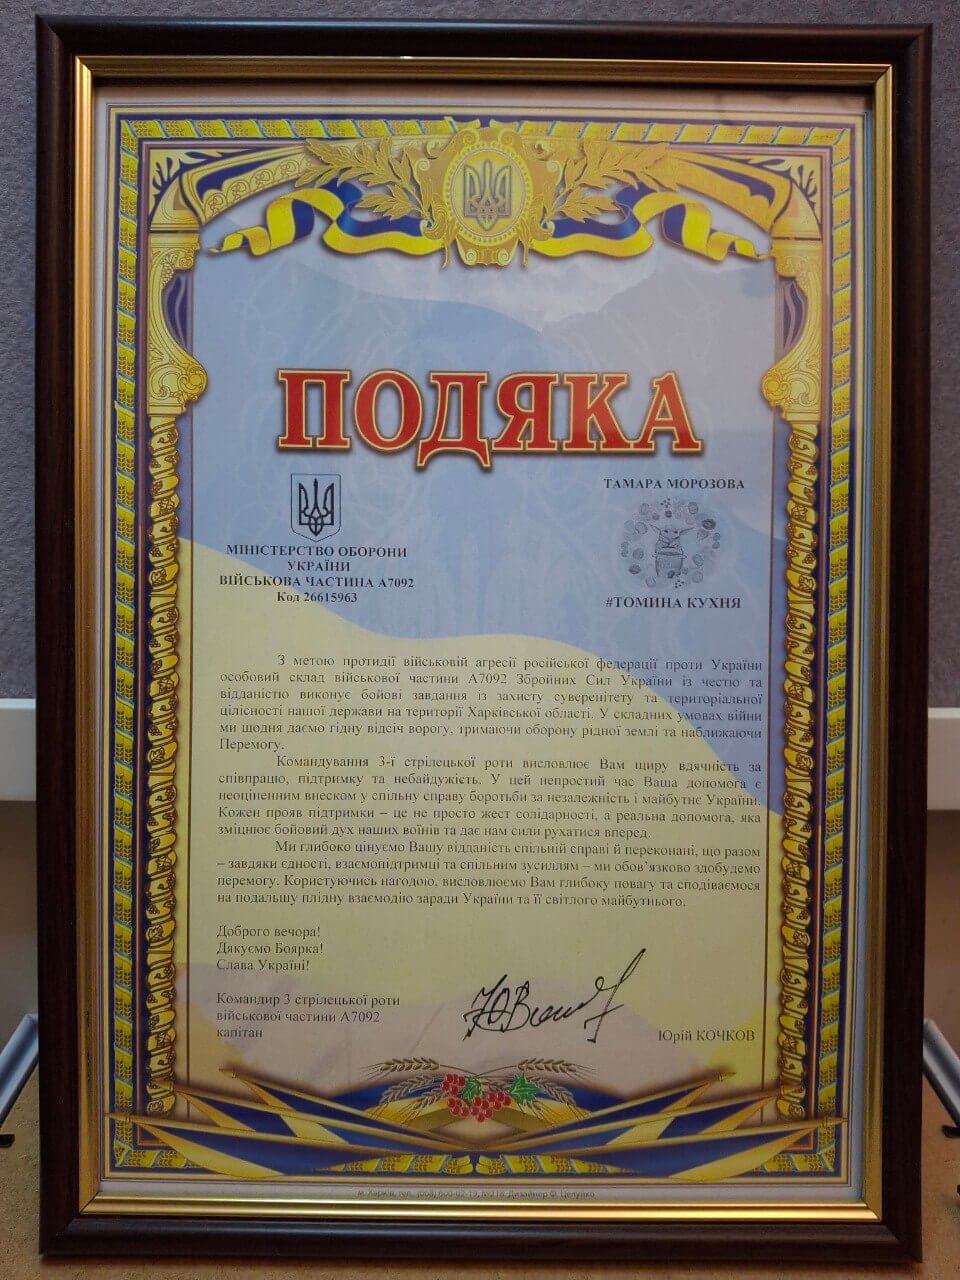 ПОДЯКА
МІНІСТЕРСТВО ОБОРОНИ
УКРАЇНИ
ВІЙСЬКОВА ЧАСТИНА А7092
Код 26615963
ТАМАРА МОРОЗОВА
#ТОМИНА КУХНЯ
З метою протидії військовій агресії російської федерації проти України
особовий склад військової частини А7092 Збройних Сил України із честю та
відданістю виконує бойові завдання із захисту суверенітету та територіальної
цілісності нашої держави на території Харківської області. У складних умовах війни
ми щодня даємо гідну відсіч ворогу, тримаючи оборону рідної землі та наближаючи
Перемогу.
Командування 3-ї стрілецької роти висловлює Вам щиру вдячність за
співпрацю, підтримку та небайдужість. У цей непростий час Ваша допомога є
неоціненним внеском у спільну справу боротьби за незалежність і майбутнє України.
Кожен прояв підтримки – це не просто жест солідарності, а реальна допомога, яка
зміцнює бойовий дух наших воїнів та дає нам сили рухатися вперед.
Ми глибоко цінуємо Вашу відданість спільній справі й переконані, що разом
– завдяки єдності, взаємопідтримці та спільним зусиллям – ми обов’язково здобудемо
перемогу. Користуючись нагодою, висловлюємо Вам глибоку повагу та сподіваємося
на подальшу плідну взаємодію заради України та її світлого майбутнього.
Доброго вечора!
Дякуємо Боярка!
Слава Україні!
Командир 3 стрілецької роти
військової частини А7092
капітан
Юрій КОЧКОВ
м. Харків, тел. Дизайнер Ф. Целуйко